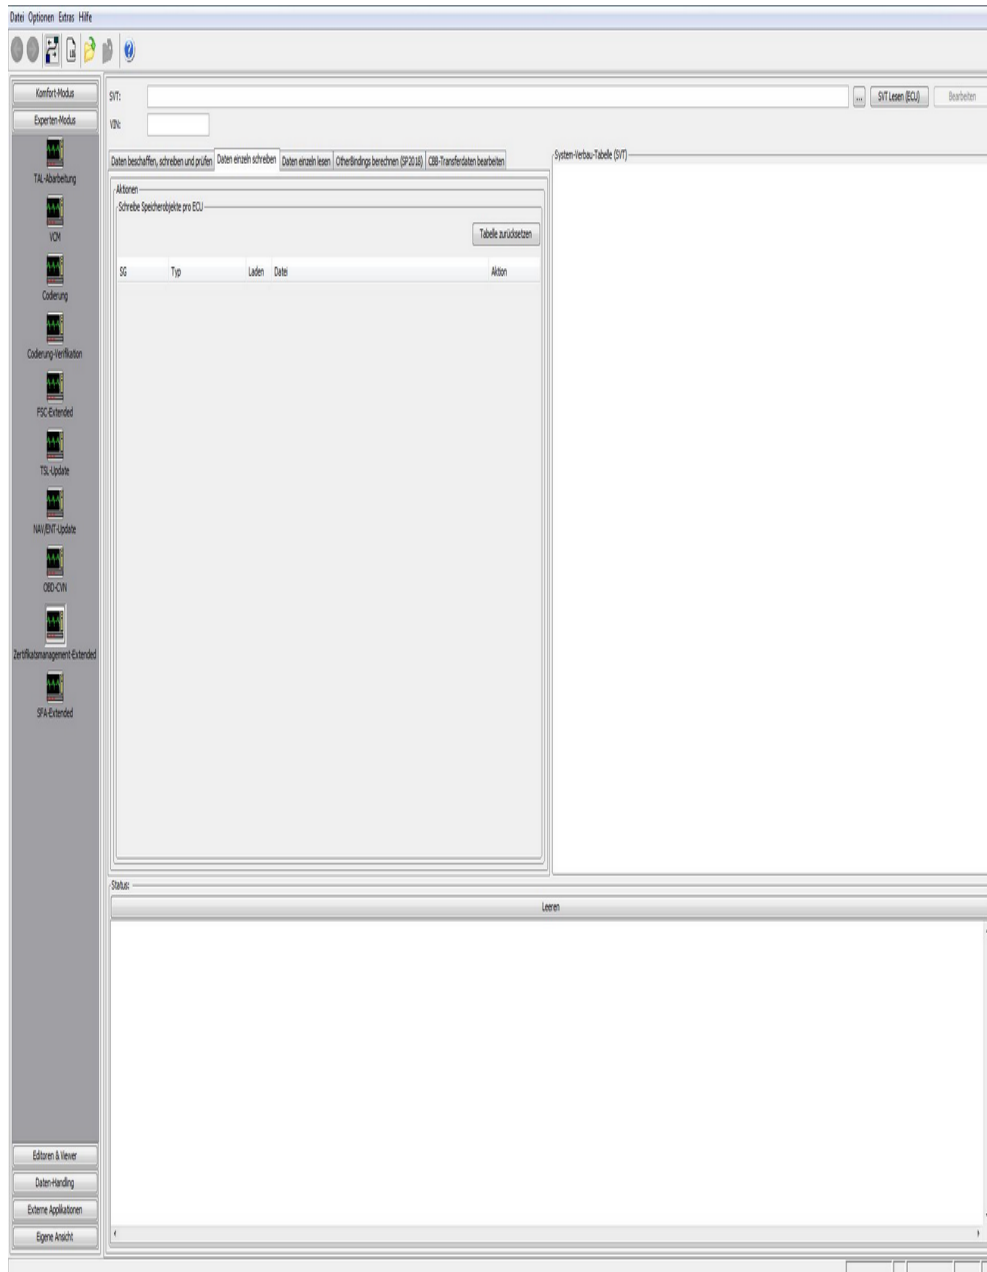 Datei Optionen Extras Hilfe
Komfort-Modus
Experten-Modus
TAL-Abarbeitung
VCM
Codierung
Codierung-Verifikation
FSC-Extended
TSL-Update
NAV/ENT-Update
OBD-CVN
Zertifikatsmanagement-Extended
SFA-Extended
Editoren & Viewer
Daten-Handling
Externe Applikationen
Eigene Ansicht
SVT:
... SVT Lesen (ECU) Bearbeiten
VIN:
Daten beschaffen, schreiben und prüfen Daten einzeln schreiben Daten einzeln lesen OtherBindings berechnen (SP2018) CBB-Transferdaten bearbeiten
Aktionen
Schreibe Speicherobjekte pro ECU
Tabelle zurücksetzen
SG Typ Laden Datei Aktion
System-Verbau-Tabelle (SVT)
Status:
Leeren